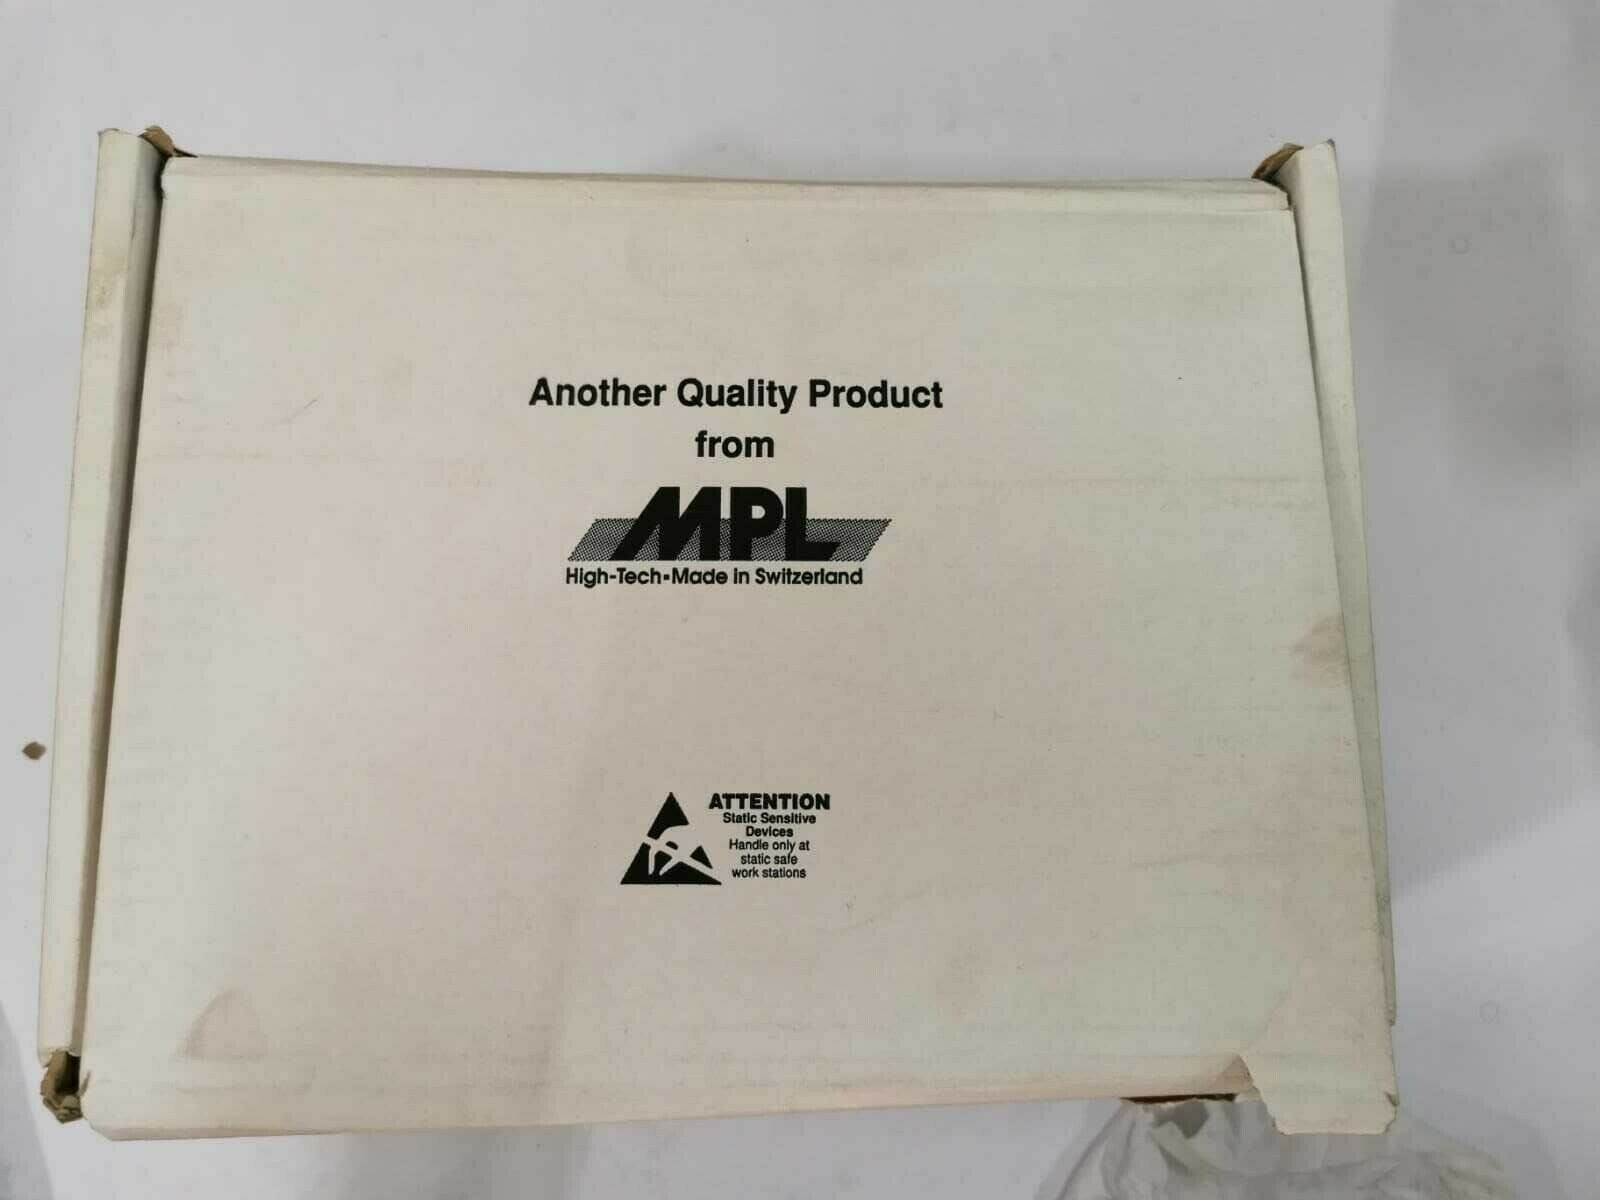 Another Quality Product
from
MPL
High-Tech▪Made in Switzerland
ATTENTION
Static Sensitive
Devices
Handle only at
static safe
work stations